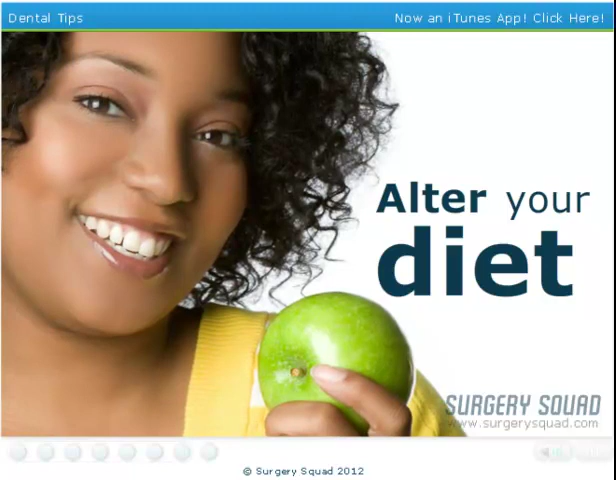 Dental Tips
Now an iTunes App! Click Here!
Alter your
diet
SURGERY SQUAD
www.surgerysquad.com
© Surgery Squad 2012